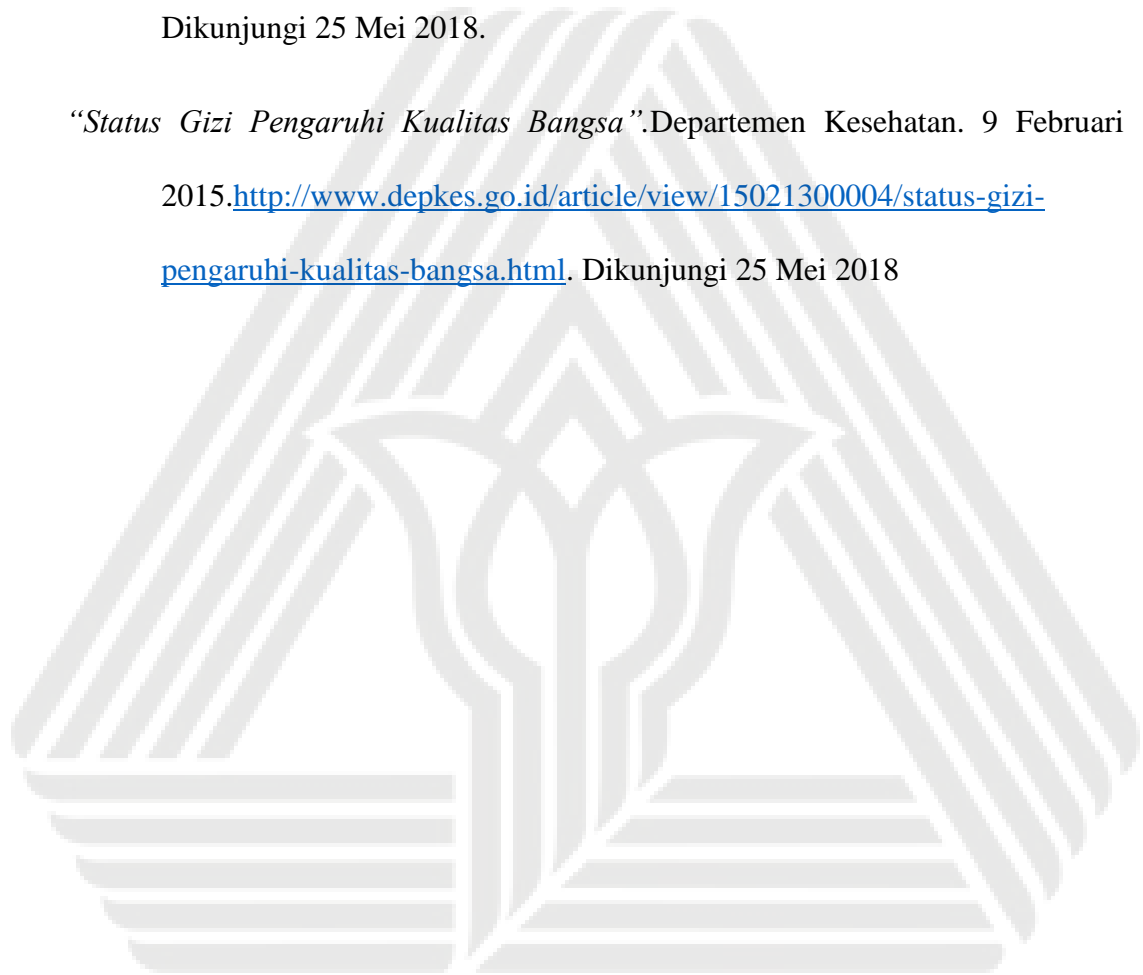 Dikunjungi 25 Mei 2018.
“Status Gizi Pengaruhi Kualitas Bangsa”.Departemen Kesehatan. 9 Februari
2015.http://www.depkes.go.id/article/view/15021300004/status-gizi-
pengaruhi-kualitas-bangsa.html. Dikunjungi 25 Mei 2018